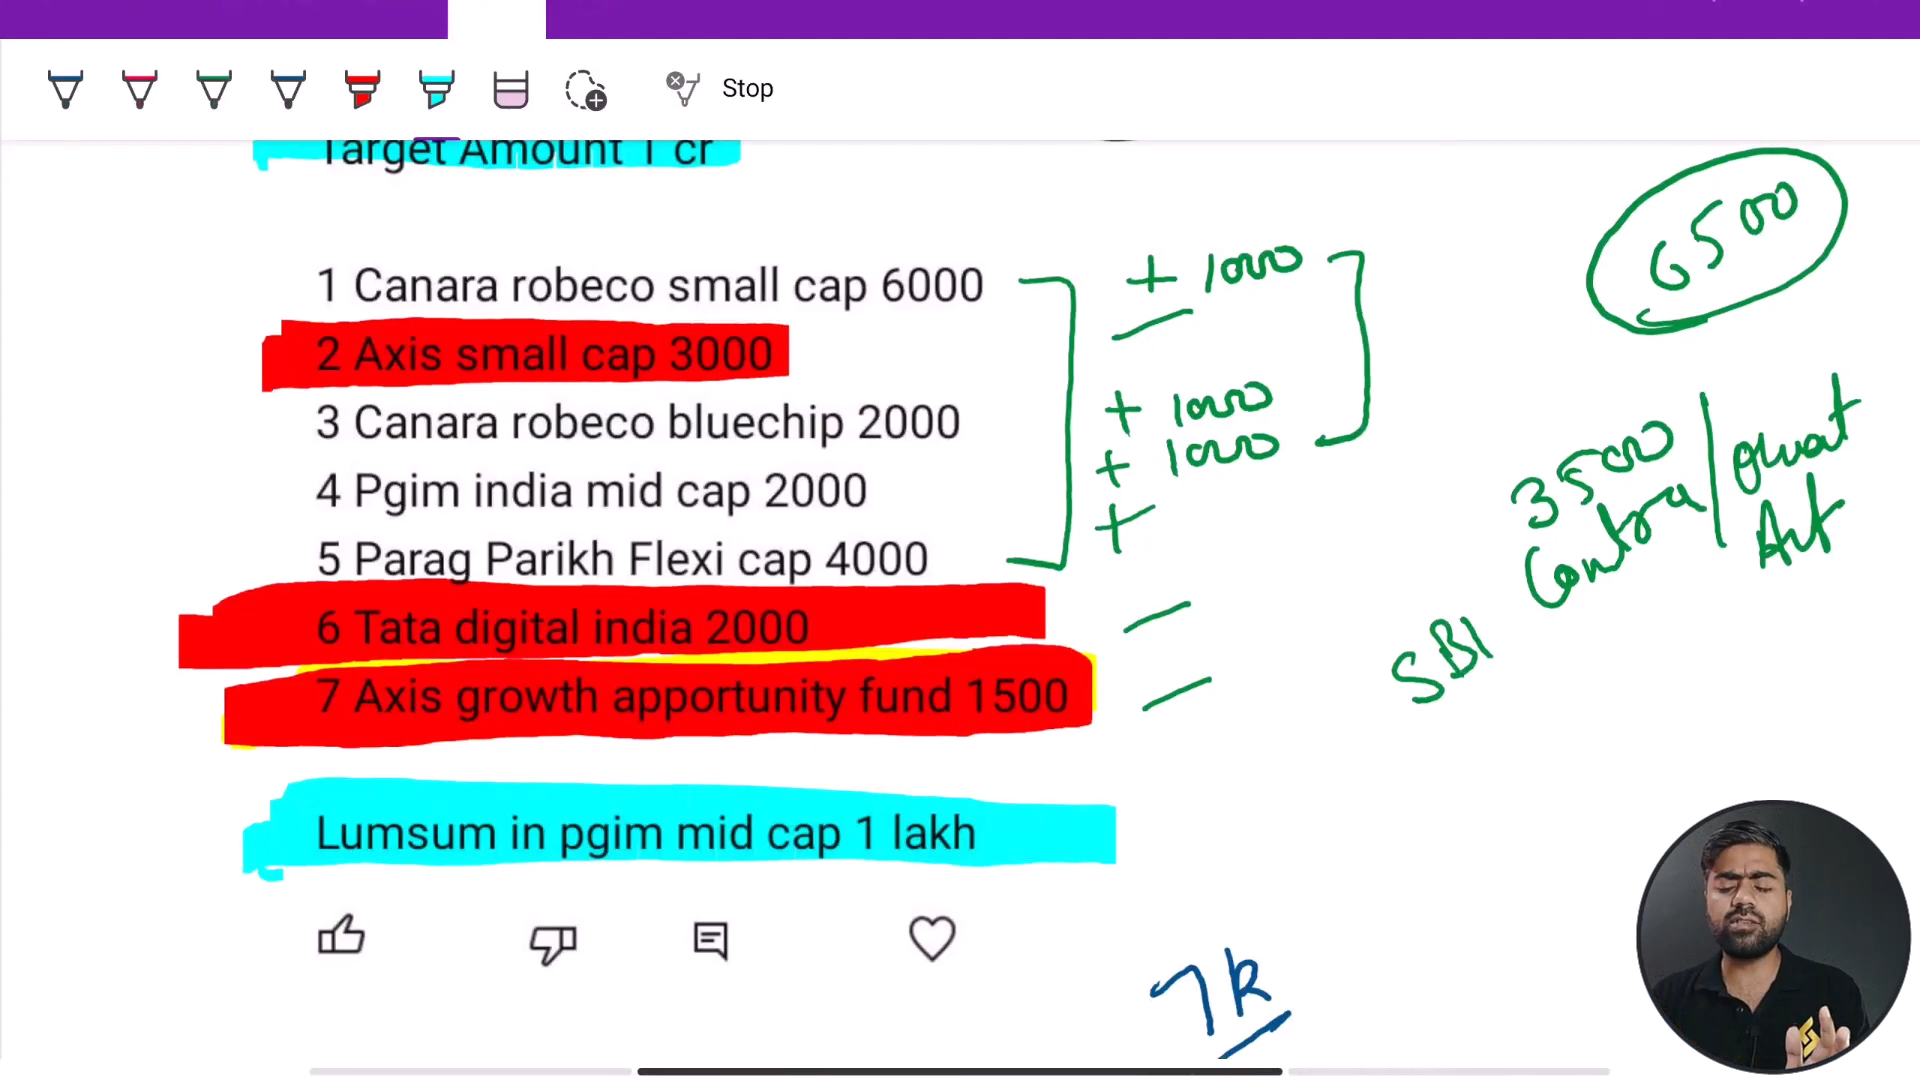 Stop
Target Amount 1 cr
6500
1 Canara robeco small cap 6000
+ 1000
2 Axis small cap 3000
3 Canara robeco bluechip 2000
+ 1000
+ 1000
4 Pgim india mid cap 2000
+
5 Parag Parikh Flexi cap 4000
3500
Contra
SBI
quant
6 Tata digital india 2000
7 Axis growth apportunity fund 1500
Lumsum in pgim mid cap 1 lakh